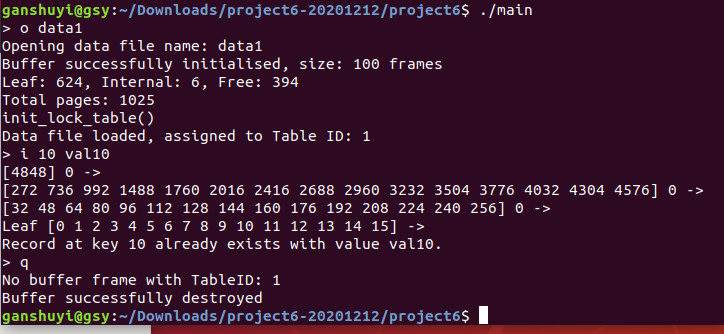 ganshuyi@gsy:~/Downloads/project6-20201212/project6$ ./main
> o data1
Opening data file name: data1
Buffer successfully initialised, size: 100 frames
Leaf: 624, Internal: 6, Free: 394
Total pages: 1025
init_lock_table()
Data file loaded, assigned to Table ID: 1
> i 10 val10
[4848] 0 ->
[272 736 992 1488 1760 2016 2416 2688 2960 3232 3504 3776 4032 4304 4576] 0 ->
[32 48 64 80 96 112 128 144 160 176 192 208 224 240 256] 0 ->
Leaf [0 1 2 3 4 5 6 7 8 9 10 11 12 13 14 15] ->
Record at key 10 already exists with value val10.
> q
No buffer frame with TableID: 1
Buffer successfully destroyed
ganshuyi@gsy:~/Downloads/project6-20201212/project6$